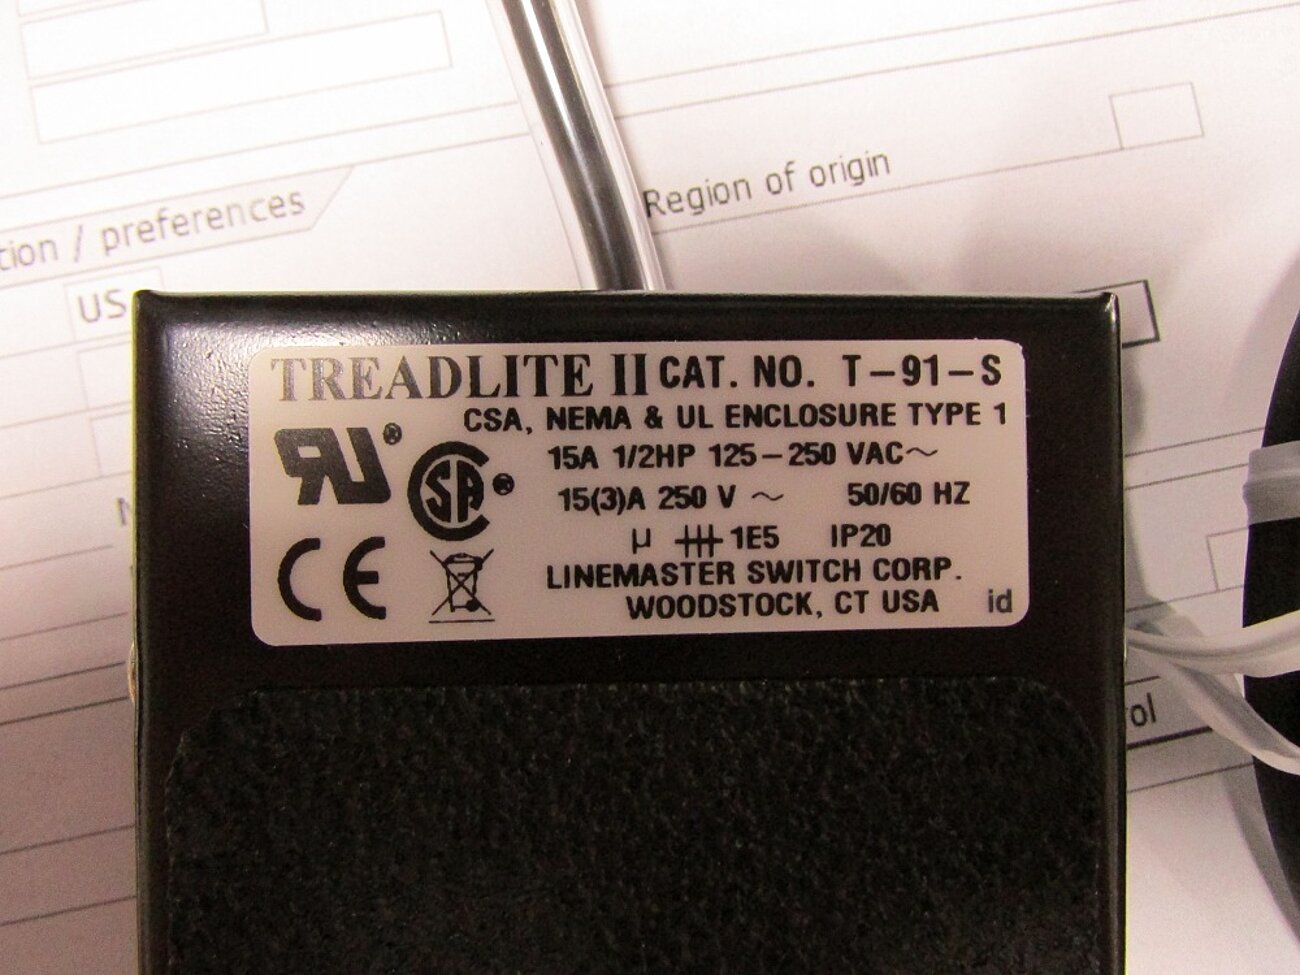 Region of origin
tion / preferences
US
TREADLITE II CAT. NO. T-91-S
CSA, NEMA & UL ENCLOSURE TYPE 1
15A 1/2HP 125-250 VAC~
15(3)A 250 V ~ 50/60 HZ
µ 1E5 IP20
LINEMASTER SWITCH CORP.
WOODSTOCK, CT USA id
RU®
SA®
CE
rol